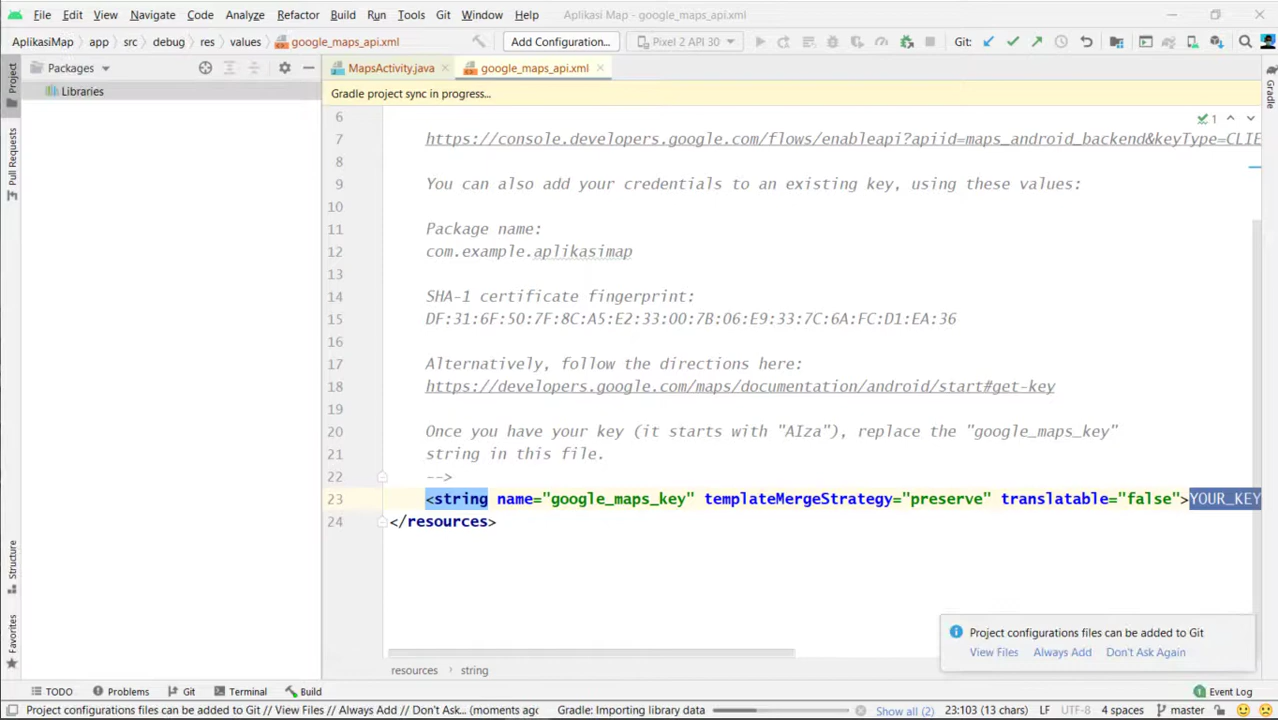 File Edit View Navigate Code Analyze Refactor Build Run Tools Git Window Help Aplikasi Map - google_maps_api.xml
AplikasiMap app src debug res values google_maps_api.xml Add Configuration... Pixel 2 API 30 Git:
Packages MapsActivity.java google_maps_api.xml
Project
Libraries
Gradle project sync in progress...
Gradle
Pull Requests
6
1
7 https://console.developers.google.com/flows/enableapi?apiid=maps_android_backend&keyType=CLIE
8
9 You can also add your credentials to an existing key, using these values:
10
11 Package name:
12 com.example.aplikasimap
13
14 SHA-1 certificate fingerprint:
15 DF:31:6F:50:7F:8C:A5:E2:33:00:7B:06:E9:33:7C:6A:FC:D1:EA:36
16
17 Alternatively, follow the directions here:
18 https://developers.google.com/maps/documentation/android/start#get-key
19
20 Once you have your key (it starts with "AIza"), replace the "google_maps_key"
21 string in this file.
22 -->
23 <string name="google_maps_key" templateMergeStrategy="preserve" translatable="false">YOUR_KEY
24 </resources>
Structure
Favorites
Project configurations files can be added to Git
View Files Always Add Don't Ask Again
resources string
TODO Problems Git Terminal Build 1 Event Log
Project configurations files can be added to Git // View Files // Always Add // Don't Ask... (moments ago Gradle: Importing library data Show all (2) 23:103 (13 chars) LF UTF-8 4 spaces master